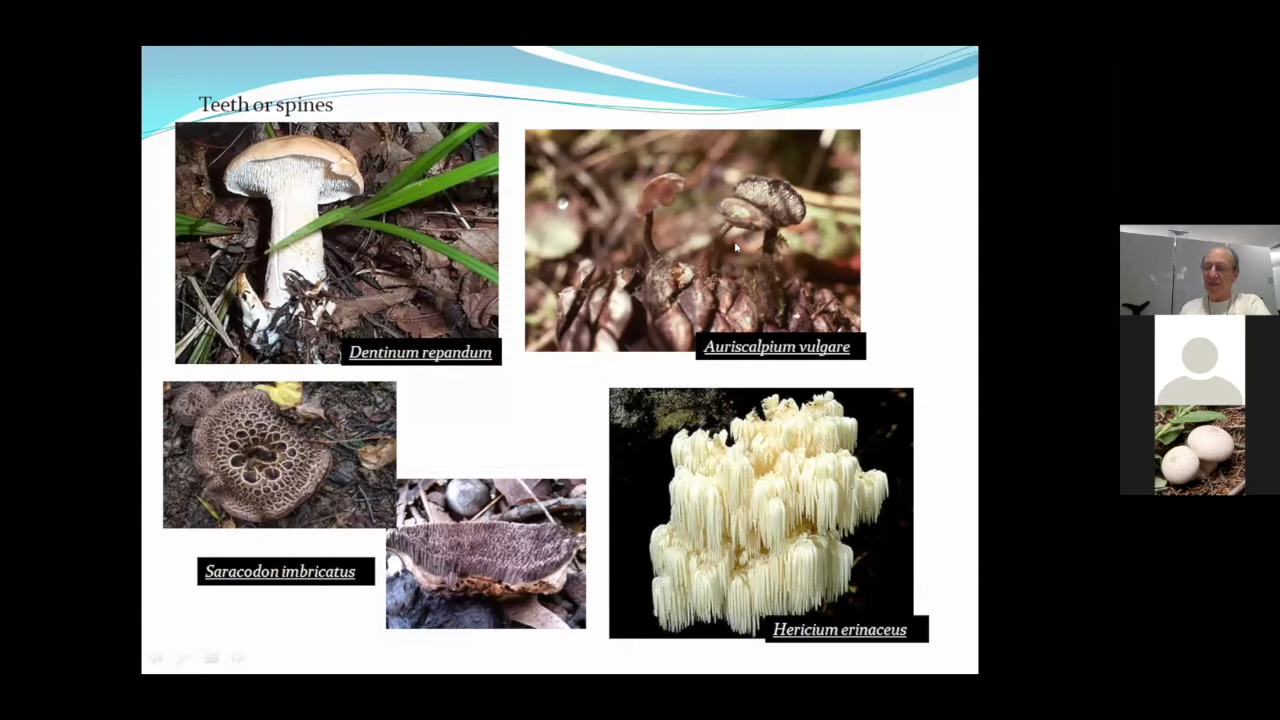 Teeth or spines
Dentinum repandum
Auriscalpium vulgare
Saracodon imbricatus
Hericium erinaceus